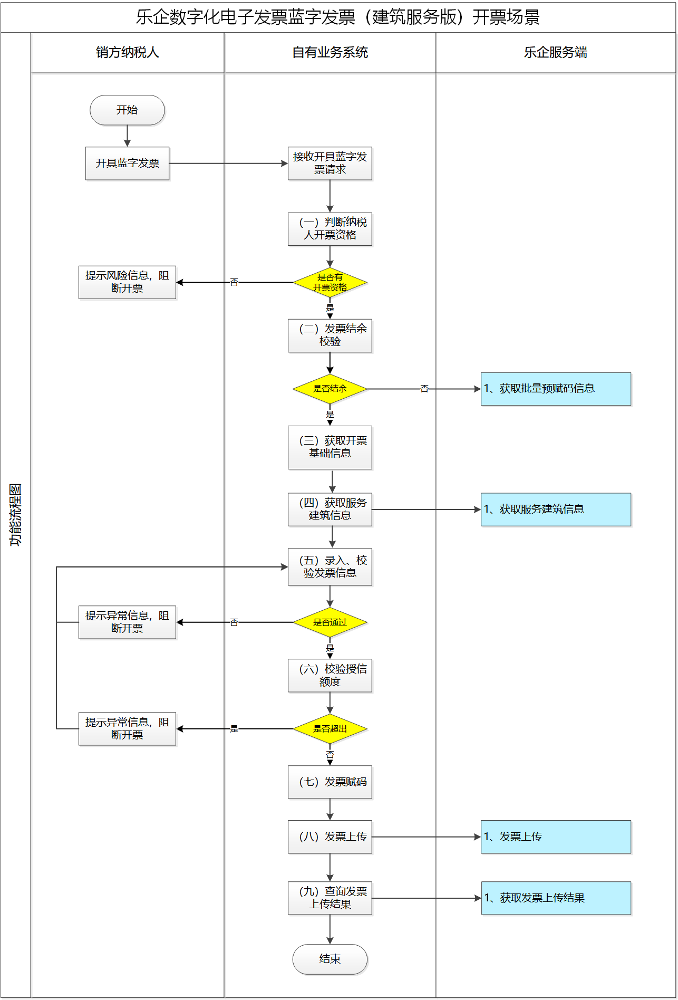 乐企数字化电子发票蓝字发票（建筑服务版）开票场景
销方纳税人
自有业务系统
乐企服务端
功能流程图
开始
开具蓝字发票
接收开具蓝字发
票请求
（一）判断纳税
人开票资格
是否有
开票资格
否
提示风险信息，阻
断开票
是
（二）发票结余
校验
是否结余
否
1、获取批量预赋码信息
是
（三）获取开票
基础信息
（四）获取服务
建筑信息
1、获取服务建筑信息
（五）录入、校
验发票信息
是否通过
否
提示异常信息，阻
断开票
是
（六）校验授信
额度
是否超出
是
提示异常信息，阻
断开票
否
（七）发票赋码
（八）发票上传
1、发票上传
（九）查询发票
上传结果
1、获取发票上传结果
结束